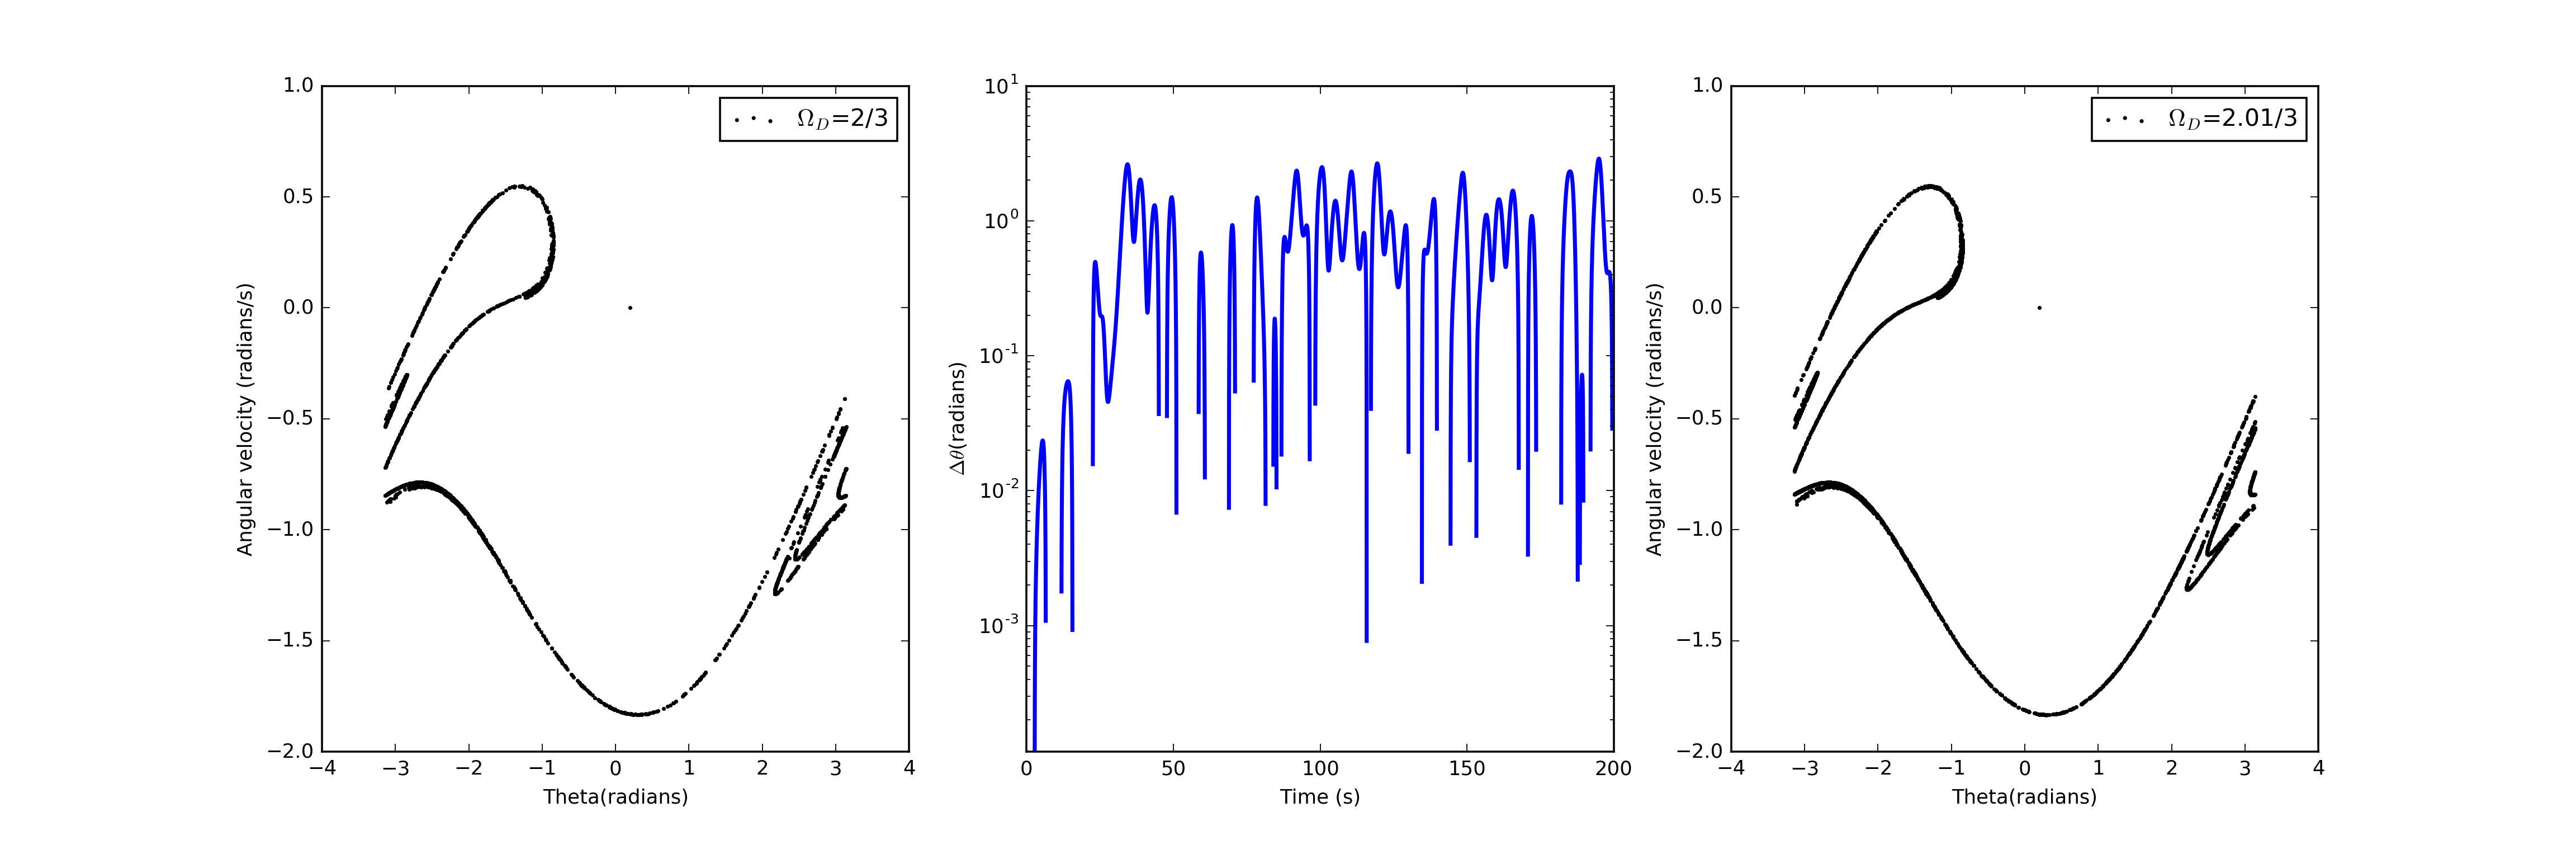 Ω_D=2/3
1.0
0.5
0.0
−0.5
−1.0
−1.5
−2.0
Angular velocity (radians/s)
−4 −3 −2 −1 0 1 2 3 4
Theta(radians)
10^1
10^0
10^-1
10^-2
10^-3
Δθ(radians)
0 50 100 150 200
Time (s)
Ω_D=2.01/3
1.0
0.5
0.0
−0.5
−1.0
−1.5
−2.0
Angular velocity (radians/s)
−4 −3 −2 −1 0 1 2 3 4
Theta(radians)